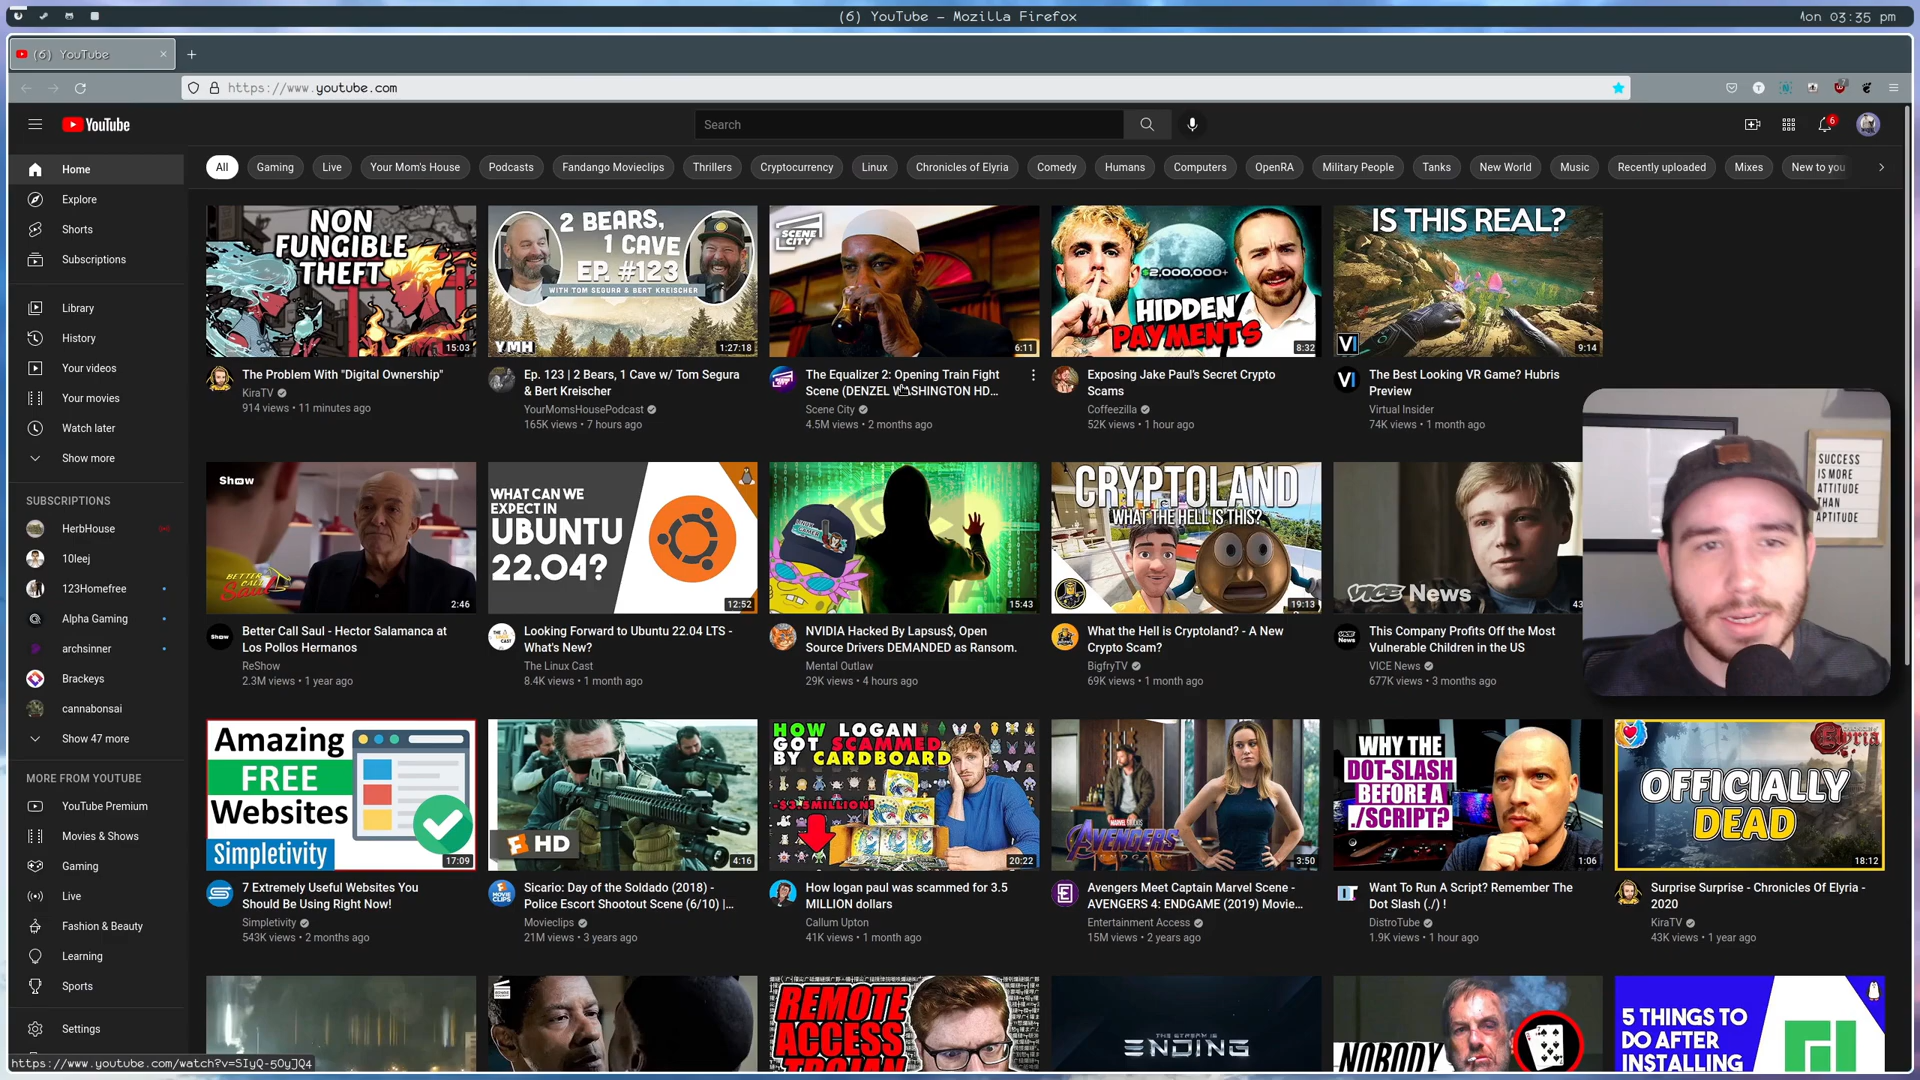 (6) YouTube — Mozilla Firefox
Mon 03:35 pm
(6) YouTube
https://www.youtube.com
YouTube
Search
6
All
Gaming
Live
Your Mom's House
Podcasts
Fandango Movieclips
Thrillers
Cryptocurrency
Linux
Chronicles of Elyria
Comedy
Humans
Computers
OpenRA
Military People
Tanks
New World
Music
Recently uploaded
Mixes
New to you
Home
Explore
Shorts
Subscriptions
Library
History
Your videos
Your movies
Watch later
Show more
SUBSCRIPTIONS
HerbHouse
10leej
123Homefree
Alpha Gaming
archsinner
Brackeys
cannabonsai
Show 47 more
MORE FROM YOUTUBE
YouTube Premium
Movies & Shows
Gaming
Live
Fashion & Beauty
Learning
Sports
Settings
https://www.youtube.com/watch?v=SIyQ-5OyJQ4
NON
FUNGIBLE
THEFT
15:03
The Problem With "Digital Ownership"
KiraTV
914 views • 11 minutes ago
2 BEARS,
1 CAVE
EP. #123
WITH TOM SEGURA & BERT KREISCHER
YMH
1:27:18
Ep. 123 | 2 Bears, 1 Cave w/ Tom Segura
& Bert Kreischer
YourMomsHousePodcast
165K views • 7 hours ago
SCENE
CITY
6:11
The Equalizer 2: Opening Train Fight
Scene (DENZEL WASHINGTON HD...
Scene City
4.5M views • 2 months ago
$2,000,000+
HIDDEN
PAYMENTS
8:32
Exposing Jake Paul's Secret Crypto
Scams
Coffeezilla
52K views • 1 hour ago
IS THIS REAL?
VI
9:14
VI
The Best Looking VR Game? Hubris
Preview
Virtual Insider
74K views • 1 month ago
Show
BETTER
CALL
Saul
2:46
Show
Better Call Saul - Hector Salamanca at
Los Pollos Hermanos
ReShow
2.3M views • 1 year ago
WHAT CAN WE
EXPECT IN
UBUNTU
22.04?
12:52
Looking Forward to Ubuntu 22.04 LTS -
What's New?
The Linux Cast
8.4K views • 1 month ago
15:43
NVIDIA Hacked By Lapsus$, Open
Source Drivers DEMANDED as Ransom.
Mental Outlaw
29K views • 4 hours ago
CRYPTOLAND
WHAT THE HELL IS THIS?
19:13
What the Hell is Cryptoland? - A New
Crypto Scam?
BigfryTV
69K views • 1 month ago
VICE News
43
VICE
News
This Company Profits Off the Most
Vulnerable Children in the US
VICE News
677K views • 3 months ago
SUCCESS
IS MORE
ATTITUDE
THAN
APTITUDE
Amazing
FREE
Websites
Simpletivity
17:09
7 Extremely Useful Websites You
Should Be Using Right Now!
Simpletivity
543K views • 2 months ago
HD
4:16
Sicario: Day of the Soldado (2018) -
Police Escort Shootout Scene (6/10) |...
Movieclips
21M views • 3 years ago
HOW LOGAN
GOT SCAMMED
BY CARDBOARD
-$3.5MILLION!
20:22
How logan paul was scammed for 3.5
MILLION dollars
Callum Upton
41K views • 1 month ago
MARVEL STUDIOS
AVENGERS
ENDGAME
3:50
Avengers Meet Captain Marvel Scene -
AVENGERS 4: ENDGAME (2019) Movie...
Entertainment Access
15M views • 2 years ago
WHY THE
DOT-SLASH
BEFORE A
./SCRIPT?
1:06
DT
Want To Run A Script? Remember The
Dot Slash (./) !
DistroTube
1.9K views • 1 hour ago
Elyria
OFFICIALLY
DEAD
18:12
Surprise Surprise - Chronicles Of Elyria -
2020
KiraTV
43K views • 1 year ago
REMOTE
ACCESS
TROJAN
THE STREAM IS
ENDING
NOBODY
5 THINGS TO
DO AFTER
INSTALLING